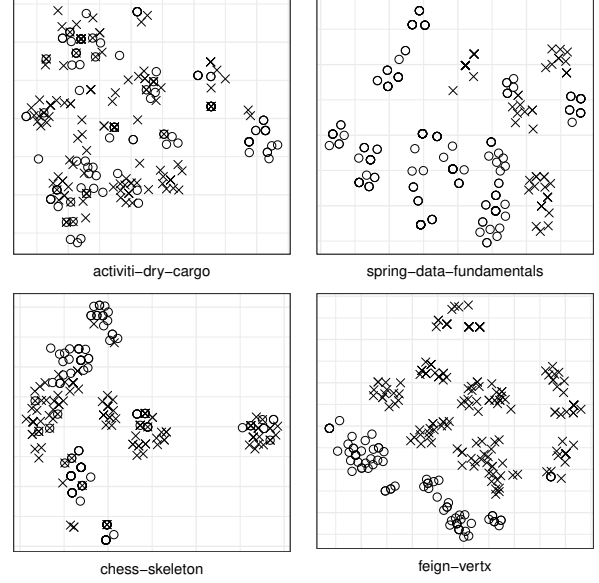 activiti−dry−cargo
spring−data−fundamentals
chess−skeleton
feign−vertx